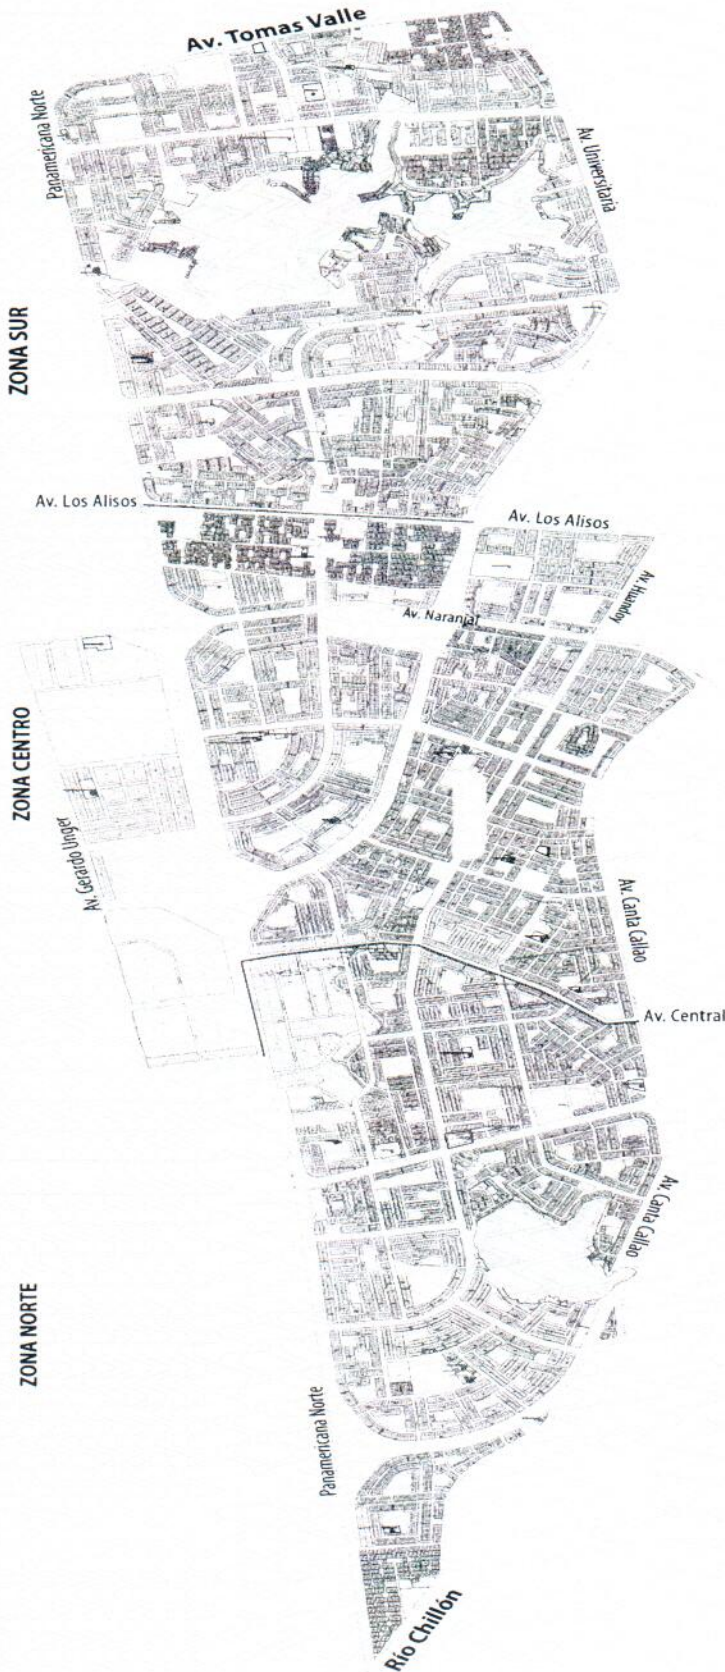 Av. Tomas Valle
Panamericana Norte
Av. Universitaria
ZONA SUR
Av. Los Alisos
Av. Los Alisos
Av. Huandoy
Av. Naranjal
ZONA CENTRO
Av. Gerardo Unger
Av. Canta Callao
Av. Central
Av. Canta Callao
ZONA NORTE
Panamericana Norte
Río Chillón